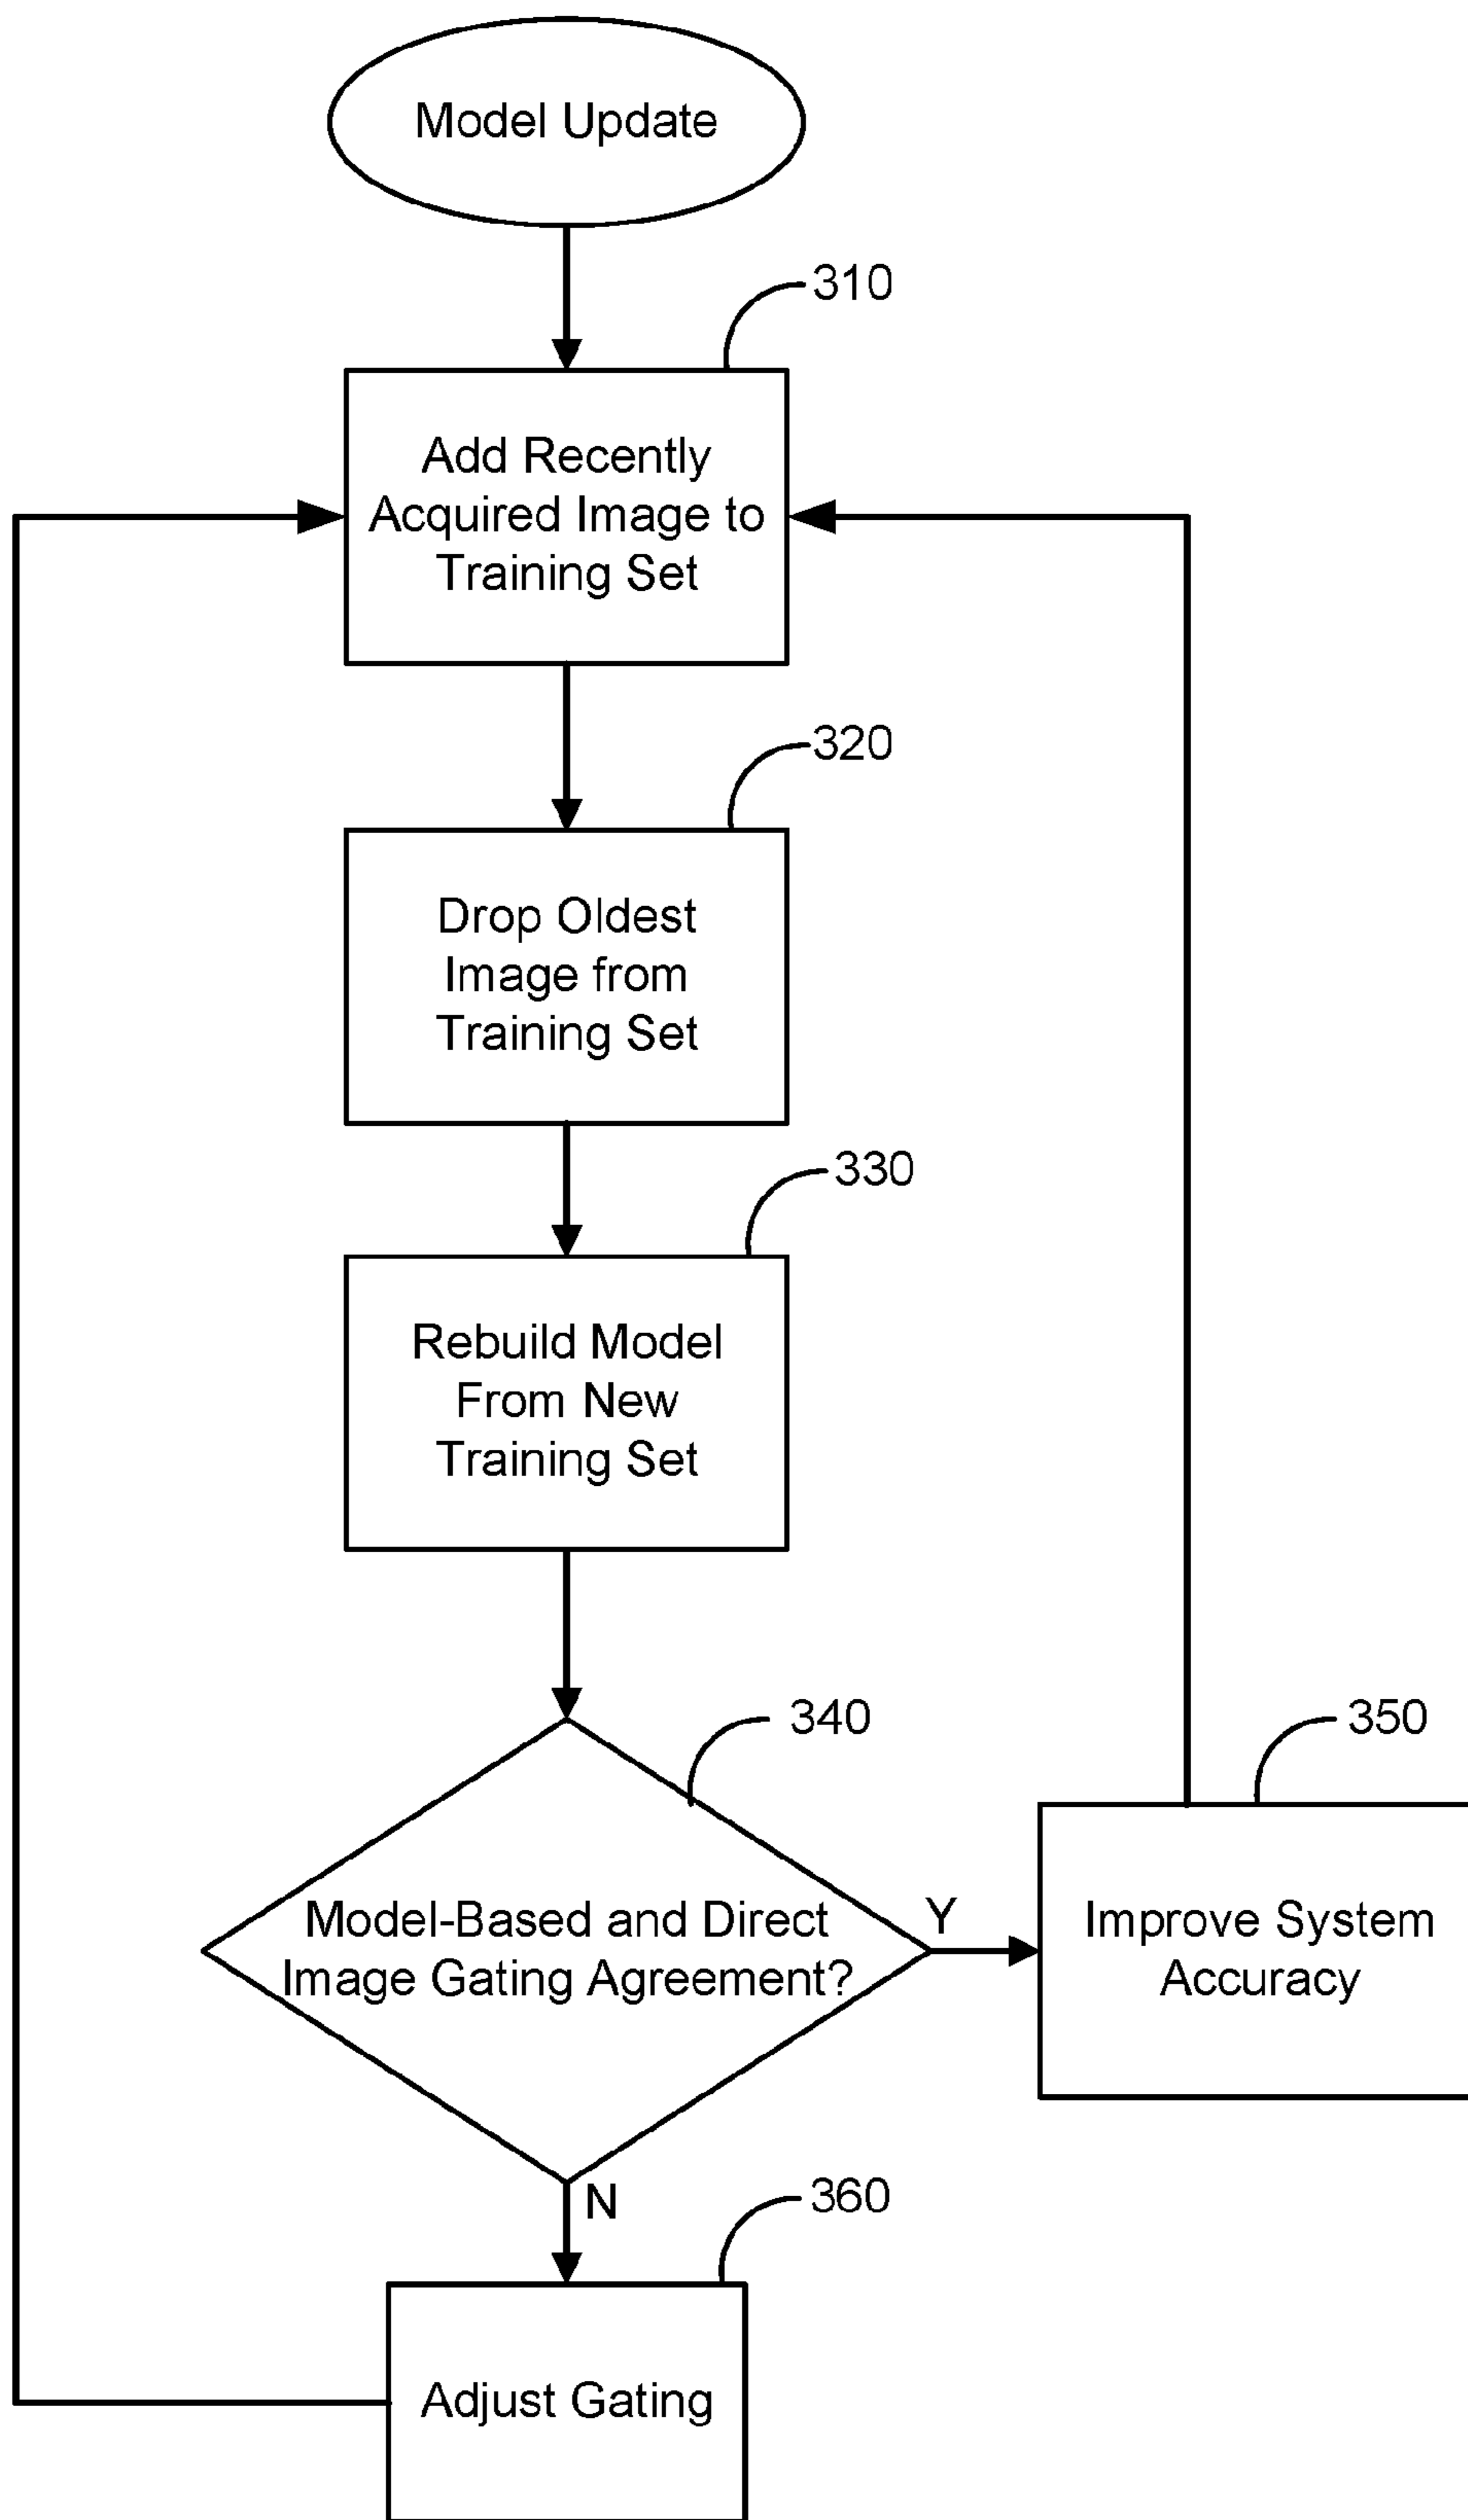 Model Update
310
Add Recently
Acquired Image to
Training Set
320
Drop Oldest
Image from
Training Set
330
Rebuild Model
From New
Training Set
340
350
Model-Based and Direct
Image Gating Agreement?
Y
Improve System
Accuracy
N
360
Adjust Gating